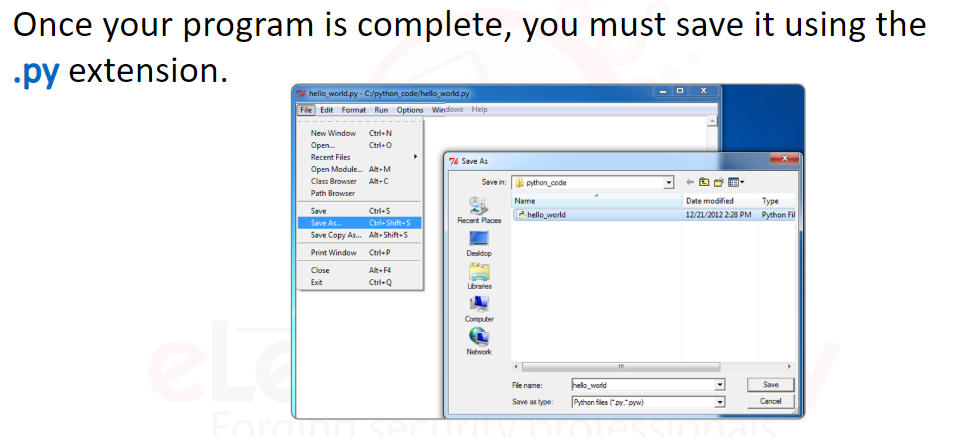 Once your program is complete, you must save it using the
.py extension.
hello_world.py - C:/python_code/hello_world.py
File Edit Format Run Options Windows Help
New Window Ctrl+N
Open... Ctrl+O
Recent Files
Open Module... Alt+M
Class Browser Alt+C
Path Browser
Save Ctrl+S
Save As... Ctrl+Shift+S
Save Copy As... Alt+Shift+S
Print Window Ctrl+P
Close Alt+F4
Exit Ctrl+Q
Save As
Save in: python_code
Name Date modified Type
hello_world 12/21/2012 2:28 PM Python Fil
Recent Places
Desktop
Libraries
Computer
Network
File name: hello_world Save
Save as type: Python files (*.py,*.pyw) Cancel
Forging security professionals